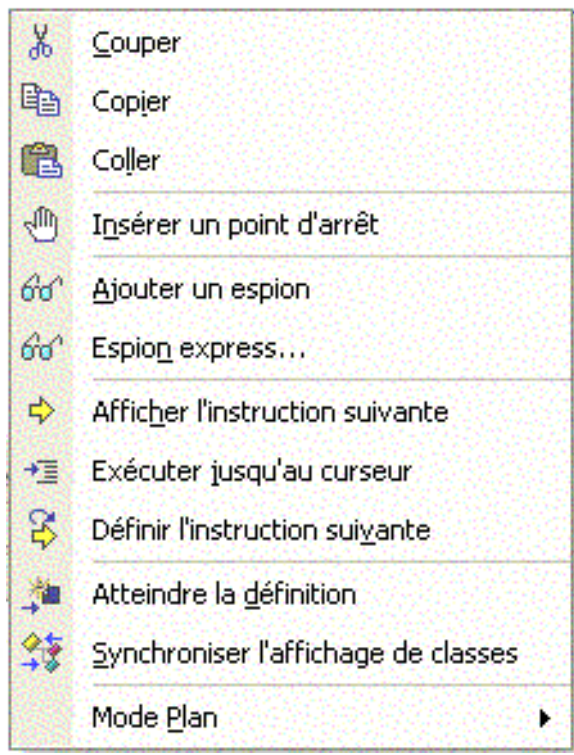 Couper
Copier
Coller
Insérer un point d'arrêt
Ajouter un espion
Espion express...
Afficher l'instruction suivante
Exécuter jusqu'au curseur
Définir l'instruction suivante
Atteindre la définition
Synchroniser l'affichage de classes
Mode Plan